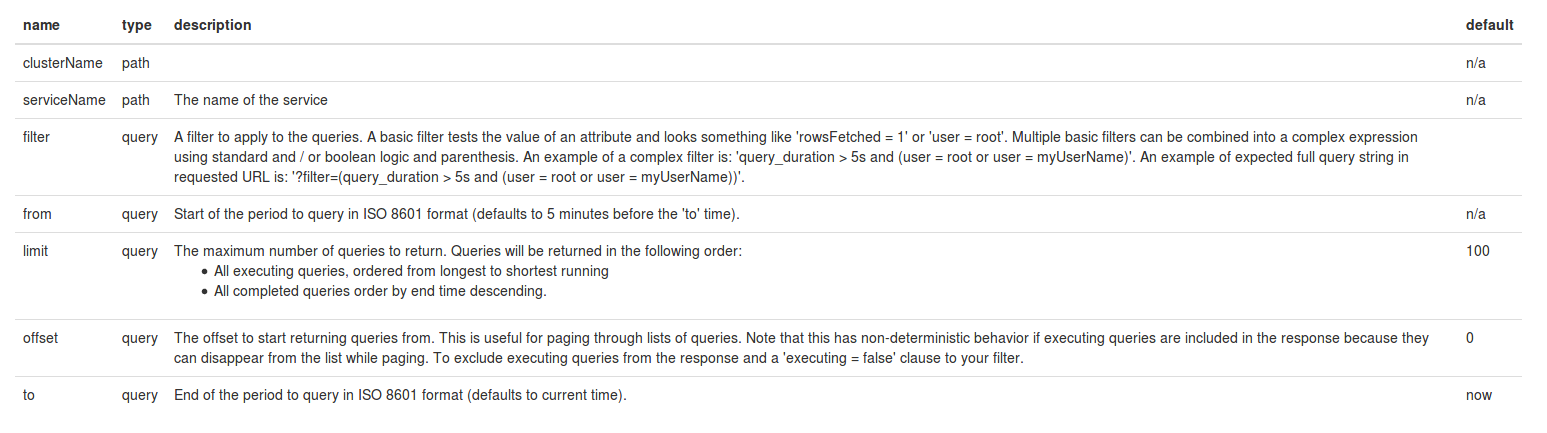 name type description default
clusterName path n/a
serviceName path The name of the service n/a
filter query A filter to apply to the queries. A basic filter tests the value of an attribute and looks something like 'rowsFetched = 1' or 'user = root'. Multiple basic filters can be combined into a complex expression
using standard and / or boolean logic and parenthesis. An example of a complex filter is: 'query_duration > 5s and (user = root or user = myUserName)'. An example of expected full query string in
requested URL is: '?filter=(query_duration > 5s and (user = root or user = myUserName))'.
from query Start of the period to query in ISO 8601 format (defaults to 5 minutes before the 'to' time). n/a
limit query The maximum number of queries to return. Queries will be returned in the following order: 100
• All executing queries, ordered from longest to shortest running
• All completed queries order by end time descending.
offset query The offset to start returning queries from. This is useful for paging through lists of queries. Note that this has non-deterministic behavior if executing queries are included in the response because they 0
can disappear from the list while paging. To exclude executing queries from the response and a 'executing = false' clause to your filter.
to query End of the period to query in ISO 8601 format (defaults to current time). now